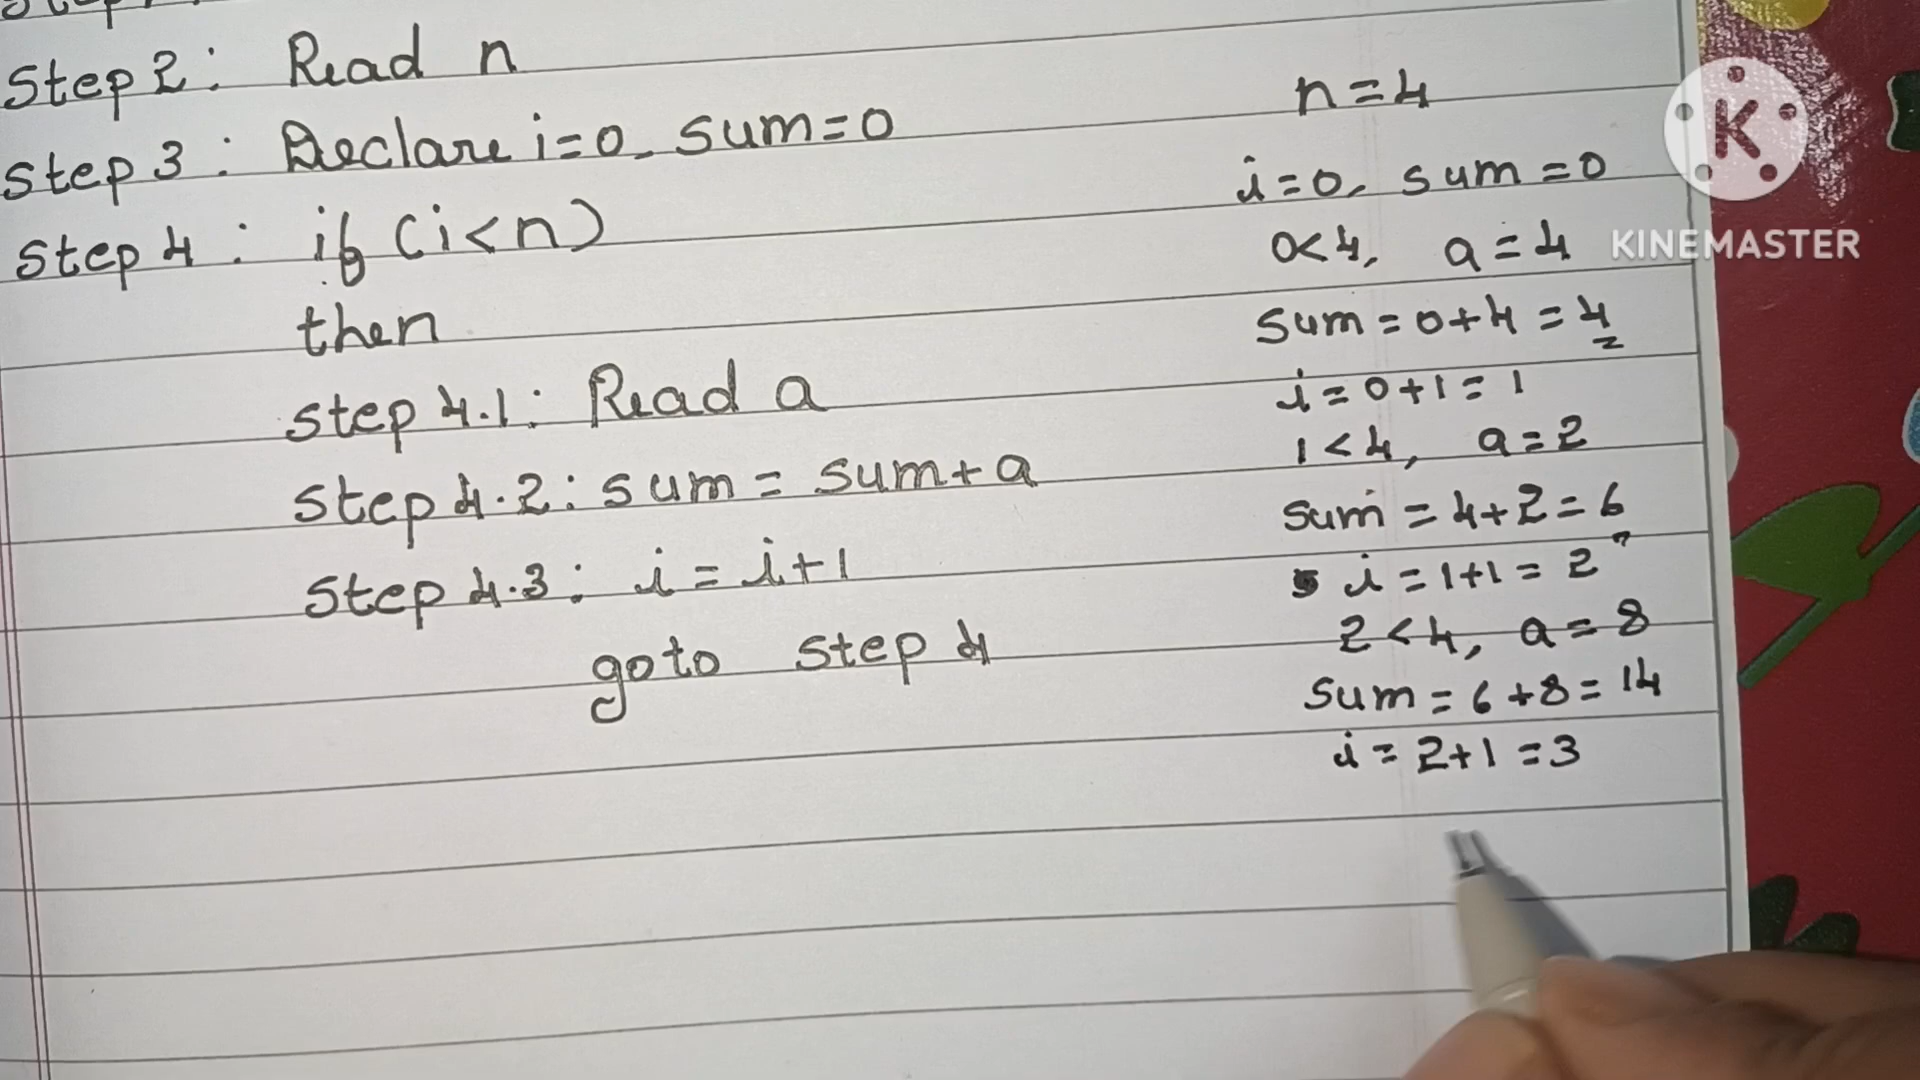 Step 2 : Read n
Step 3 : Declare i=0, sum=0
Step 4 : if (i<n)
then
Step 4.1: Read a
Step 4.2: sum = sum+a
Step 4.3: i = i+1
goto step 4
n=4
i=0, sum=0
0<4, a=4
Sum=0+4=4
i=0+1=1
1<4, a=2
Sum=4+2=6
i=1+1=2
2<4, a=8
Sum=6+8=14
i=2+1=3
K
KINEMASTER